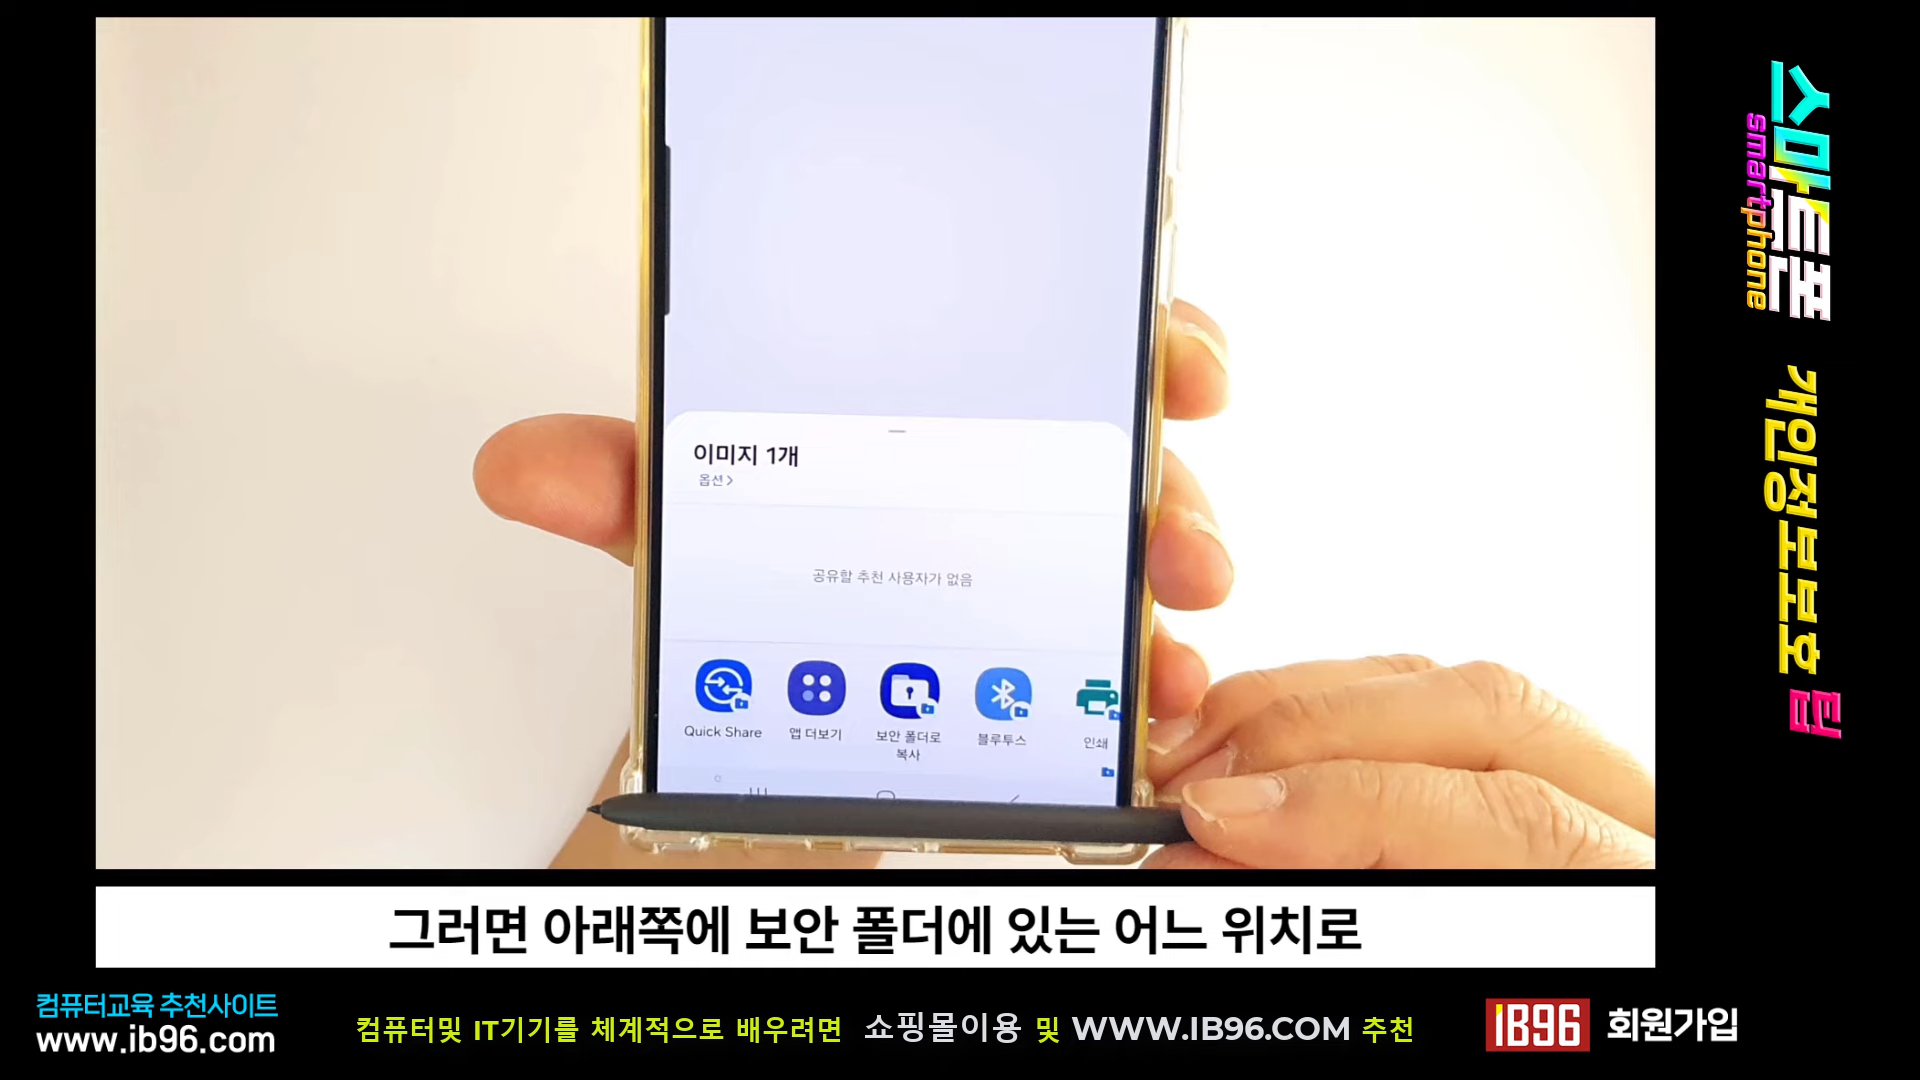 이미지 1개
옵션 >
공유할 추천 사용자가 없음
Quick Share
앱 더보기
보안 폴더로
복사
블루투스
인쇄
스마트폰
smartphone
개인정보보호 팁
그러면 아래쪽에 보안 폴더에 있는 어느 위치로
컴퓨터교육 추천사이트
www.ib96.com
컴퓨터및 IT기기를 체계적으로 배우려면 쇼핑몰이용 및 WWW.IB96.COM 추천
IB96 회원가입